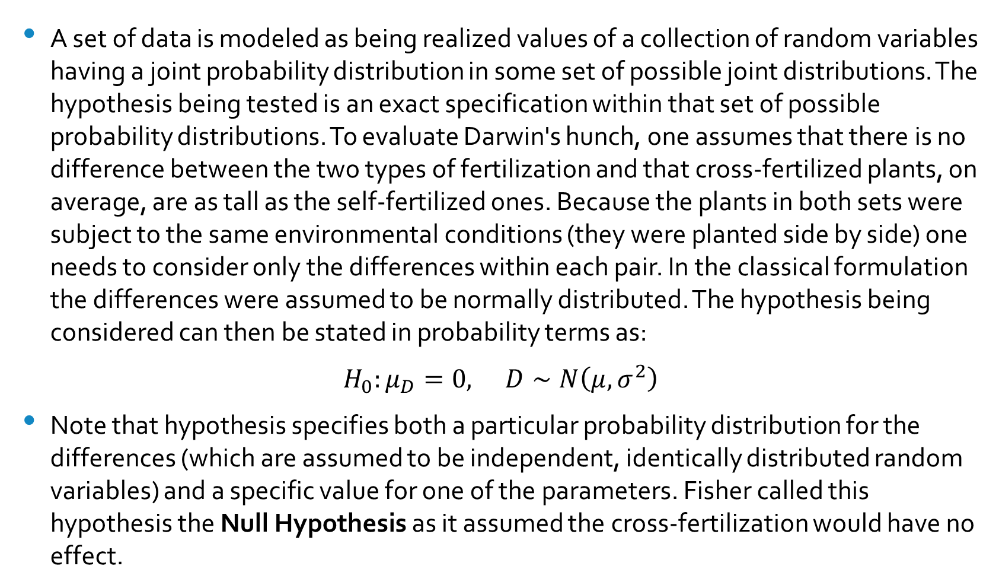 • A set of data is modeled as being realized values of a collection of random variables
having a joint probability distribution in some set of possible joint distributions. The
hypothesis being tested is an exact specification within that set of possible
probability distributions. To evaluate Darwin's hunch, one assumes that there is no
difference between the two types of fertilization and that cross-fertilized plants, on
average, are as tall as the self-fertilized ones. Because the plants in both sets were
subject to the same environmental conditions (they were planted side by side) one
needs to consider only the differences within each pair. In the classical formulation
the differences were assumed to be normally distributed. The hypothesis being
considered can then be stated in probability terms as:
H₀: μ_D = 0, D ~ N(μ, σ²)
• Note that hypothesis specifies both a particular probability distribution for the
differences (which are assumed to be independent, identically distributed random
variables) and a specific value for one of the parameters. Fisher called this
hypothesis the Null Hypothesis as it assumed the cross-fertilization would have no
effect.